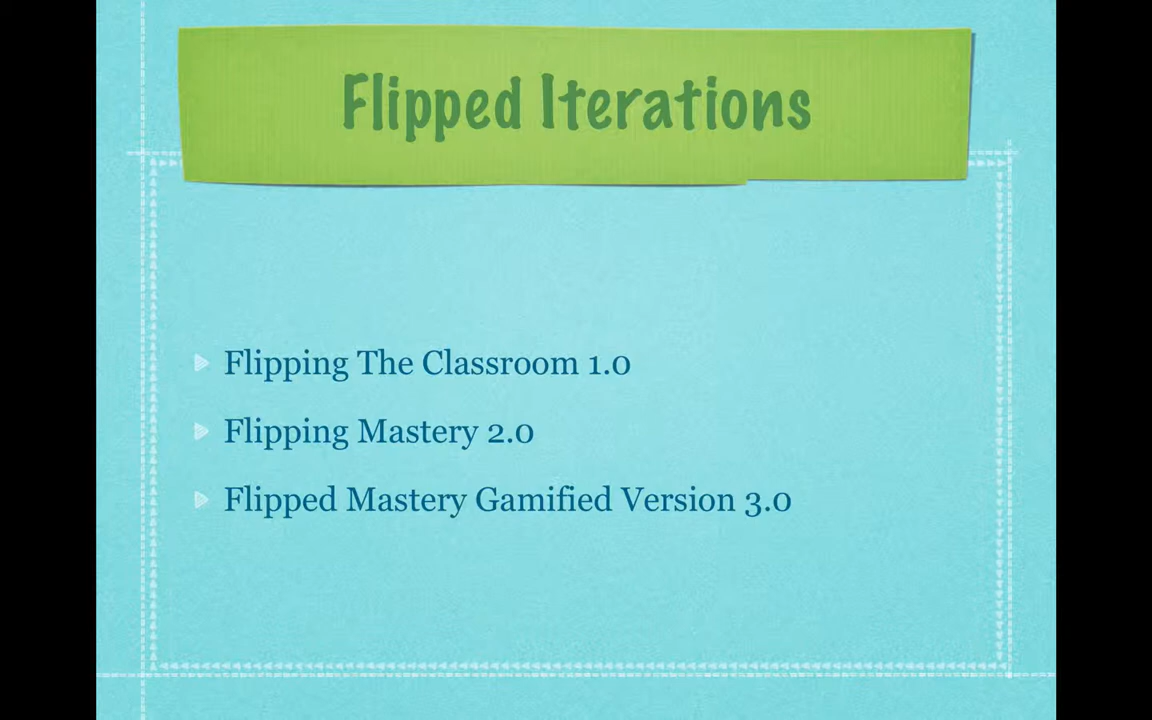 Flipped Iterations
Flipping The Classroom 1.0
Flipping Mastery 2.0
Flipped Mastery Gamified Version 3.0